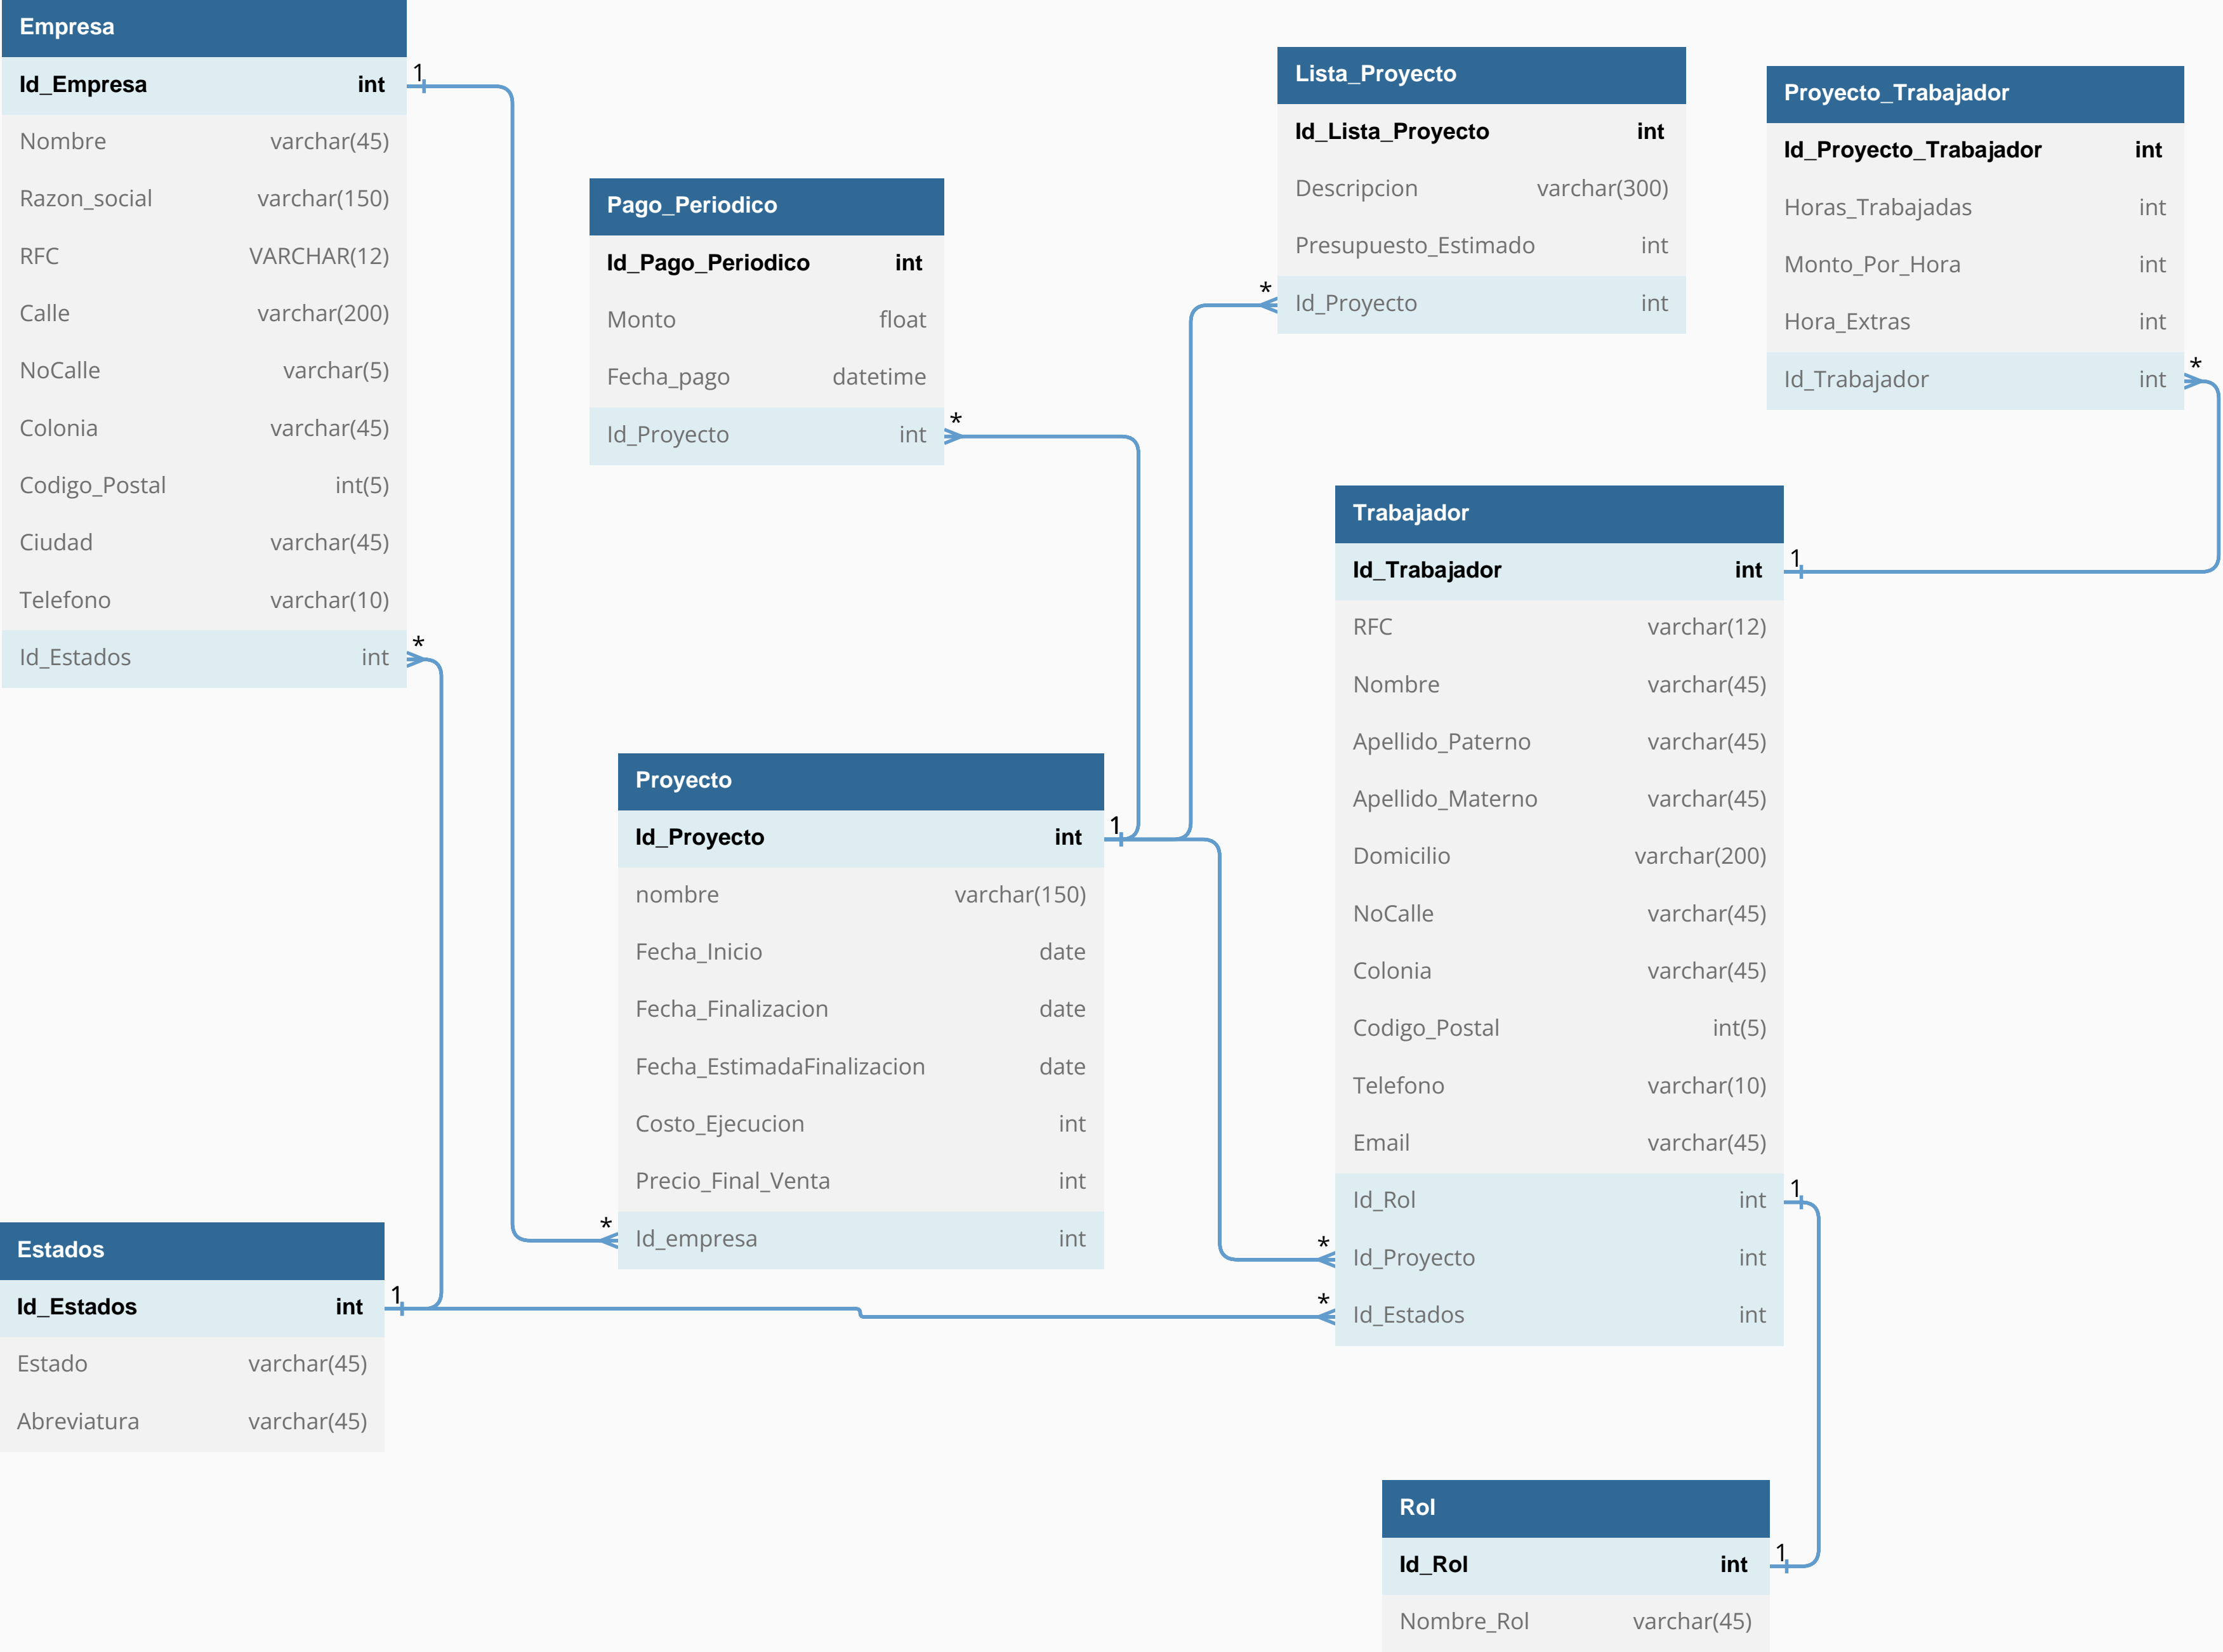 Empresa
Id_Empresa int
Nombre varchar(45)
Razon_social varchar(150)
RFC VARCHAR(12)
Calle varchar(200)
NoCalle varchar(5)
Colonia varchar(45)
Codigo_Postal int(5)
Ciudad varchar(45)
Telefono varchar(10)
Id_Estados int
1
*
Pago_Periodico
Id_Pago_Periodico int
Monto float
Fecha_pago datetime
Id_Proyecto int
*
Lista_Proyecto
Id_Lista_Proyecto int
Descripcion varchar(300)
Presupuesto_Estimado int
* Id_Proyecto int
Proyecto_Trabajador
Id_Proyecto_Trabajador int
Horas_Trabajadas int
Monto_Por_Hora int
Hora_Extras int
Id_Trabajador int
*
Proyecto
Id_Proyecto int
1
nombre varchar(150)
Fecha_Inicio date
Fecha_Finalizacion date
Fecha_EstimadaFinalizacion date
Costo_Ejecucion int
Precio_Final_Venta int
* Id_empresa int
Trabajador
Id_Trabajador int
1
RFC varchar(12)
Nombre varchar(45)
Apellido_Paterno varchar(45)
Apellido_Materno varchar(45)
Domicilio varchar(200)
NoCalle varchar(45)
Colonia varchar(45)
Codigo_Postal int(5)
Telefono varchar(10)
Email varchar(45)
Id_Rol int
1
* Id_Proyecto int
* Id_Estados int
Estados
Id_Estados int
1
Estado varchar(45)
Abreviatura varchar(45)
Rol
Id_Rol int
1
Nombre_Rol varchar(45)